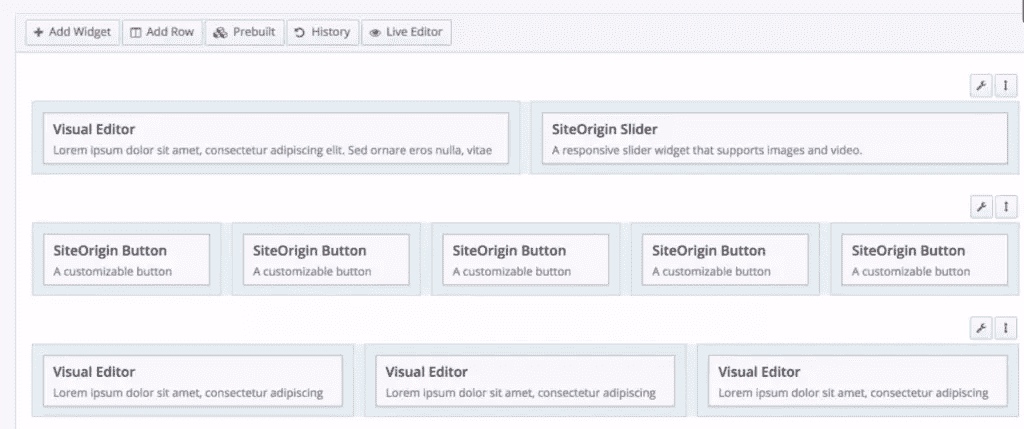 Add Widget Add Row Prebuilt History Live Editor
Visual Editor SiteOrigin Slider
Lorem ipsum dolor sit amet, consectetur adipiscing elit. Sed ornare eros nulla, vitae A responsive slider widget that supports images and video.
SiteOrigin Button SiteOrigin Button SiteOrigin Button SiteOrigin Button SiteOrigin Button
A customizable button A customizable button A customizable button A customizable button A customizable button
Visual Editor Visual Editor Visual Editor
Lorem ipsum dolor sit amet, consectetur adipiscing Lorem ipsum dolor sit amet, consectetur adipiscing Lorem ipsum dolor sit amet, consectetur adipiscing